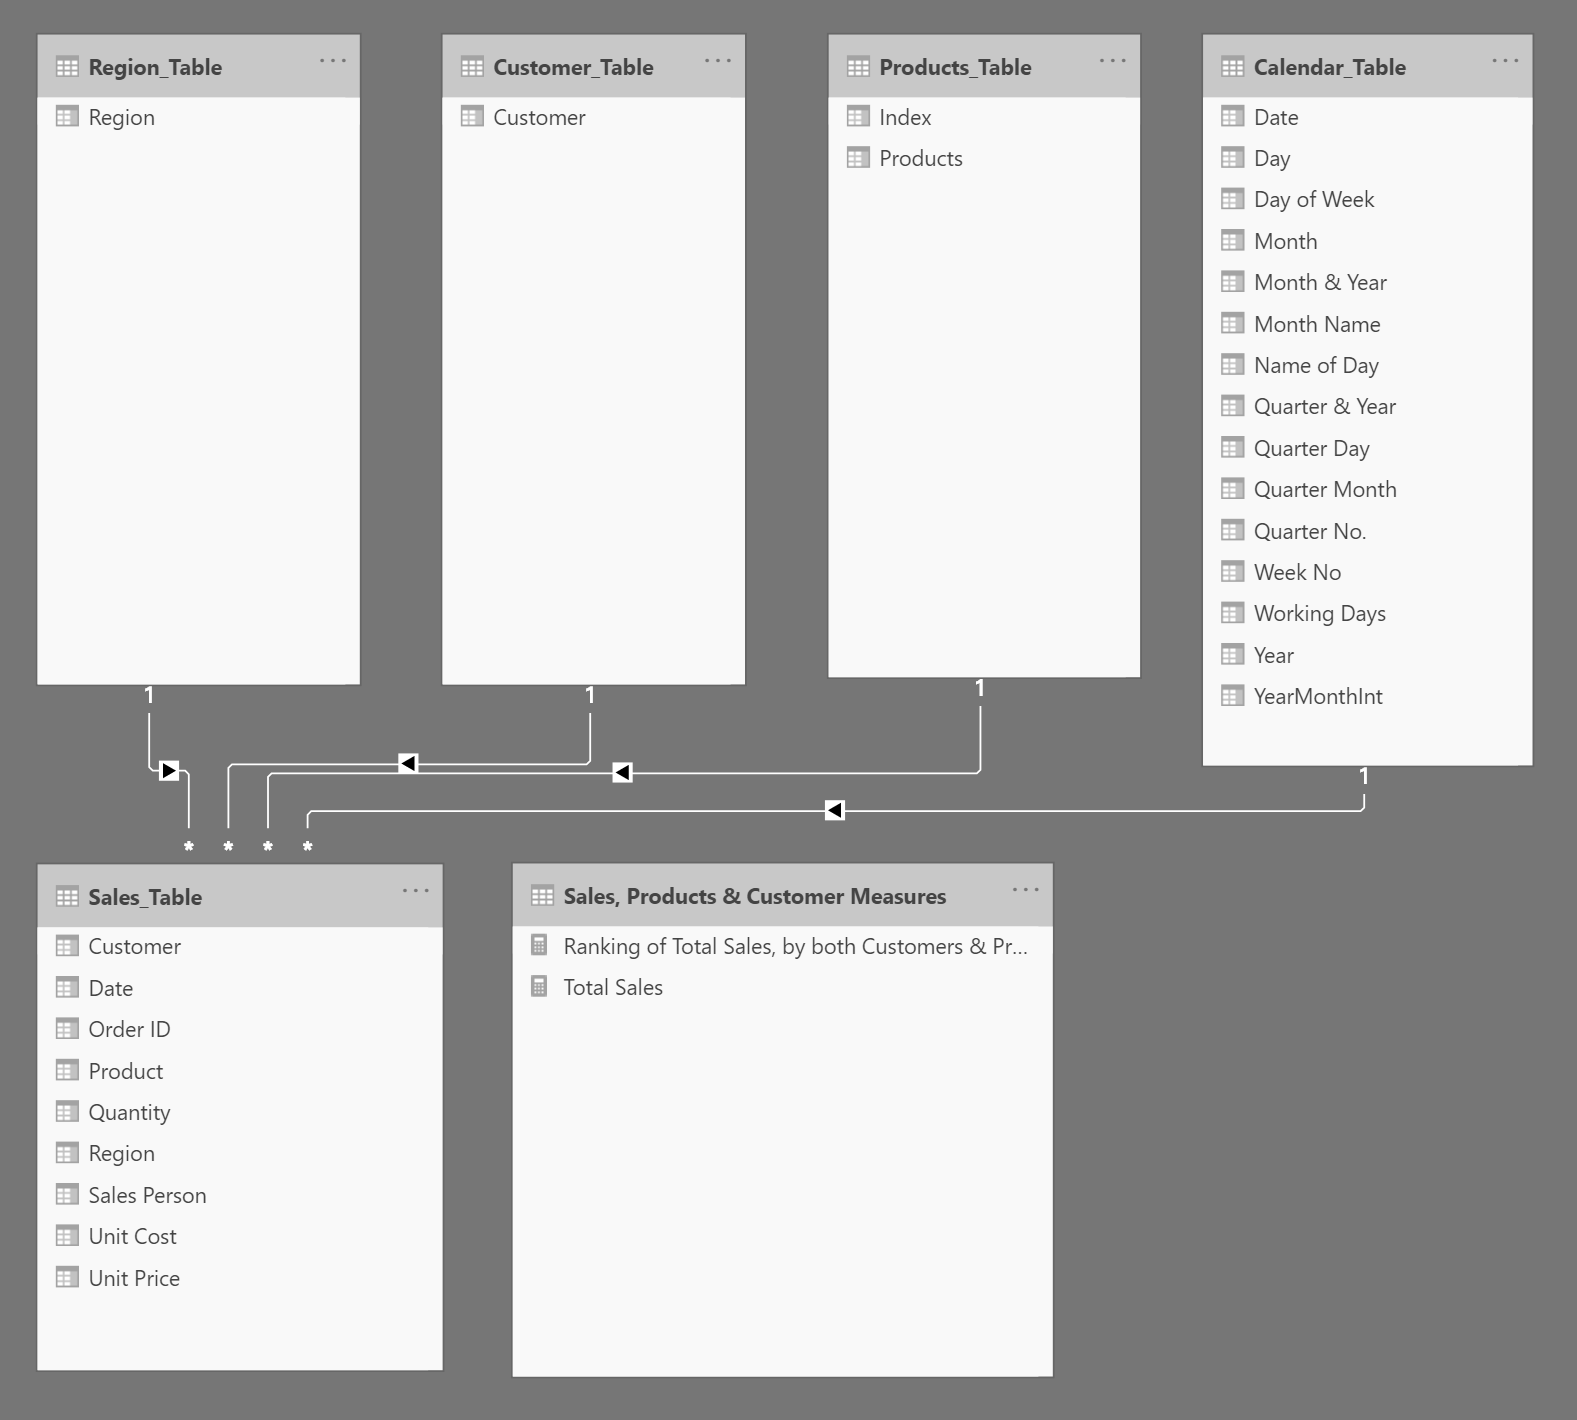 Region_Table
Region
Customer_Table
Customer
Products_Table
Index
Products
Calendar_Table
Date
Day
Day of Week
Month
Month & Year
Month Name
Name of Day
Quarter & Year
Quarter Day
Quarter Month
Quarter No.
Week No
Working Days
Year
YearMonthInt
1
1
1
1
* * * *
Sales_Table
Customer
Date
Order ID
Product
Quantity
Region
Sales Person
Unit Cost
Unit Price
Sales, Products & Customer Measures
Ranking of Total Sales, by both Customers & Pr...
Total Sales